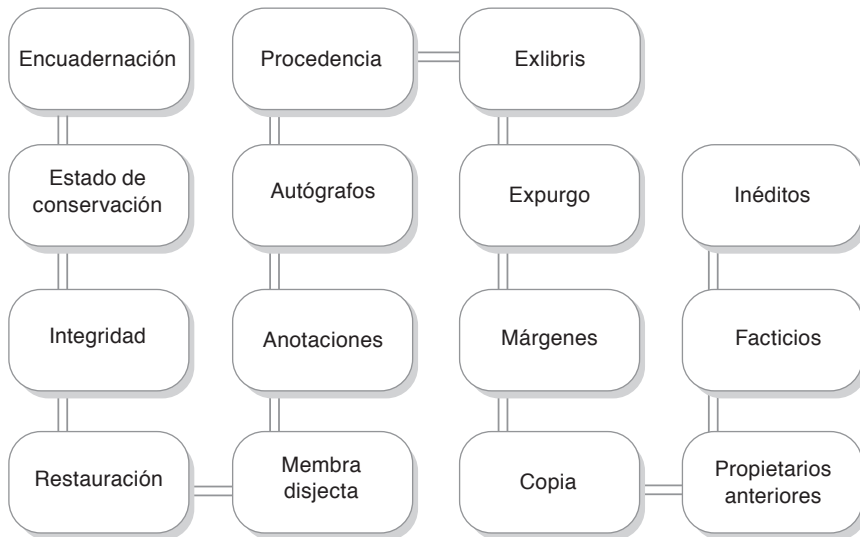 Encuadernación
Estado de
conservación
Integridad
Restauración
Membra
disjecta
Anotaciones
Autógrafos
Procedencia
Exlibris
Expurgo
Márgenes
Copia
Propietarios
anteriores
Facticios
Inéditos